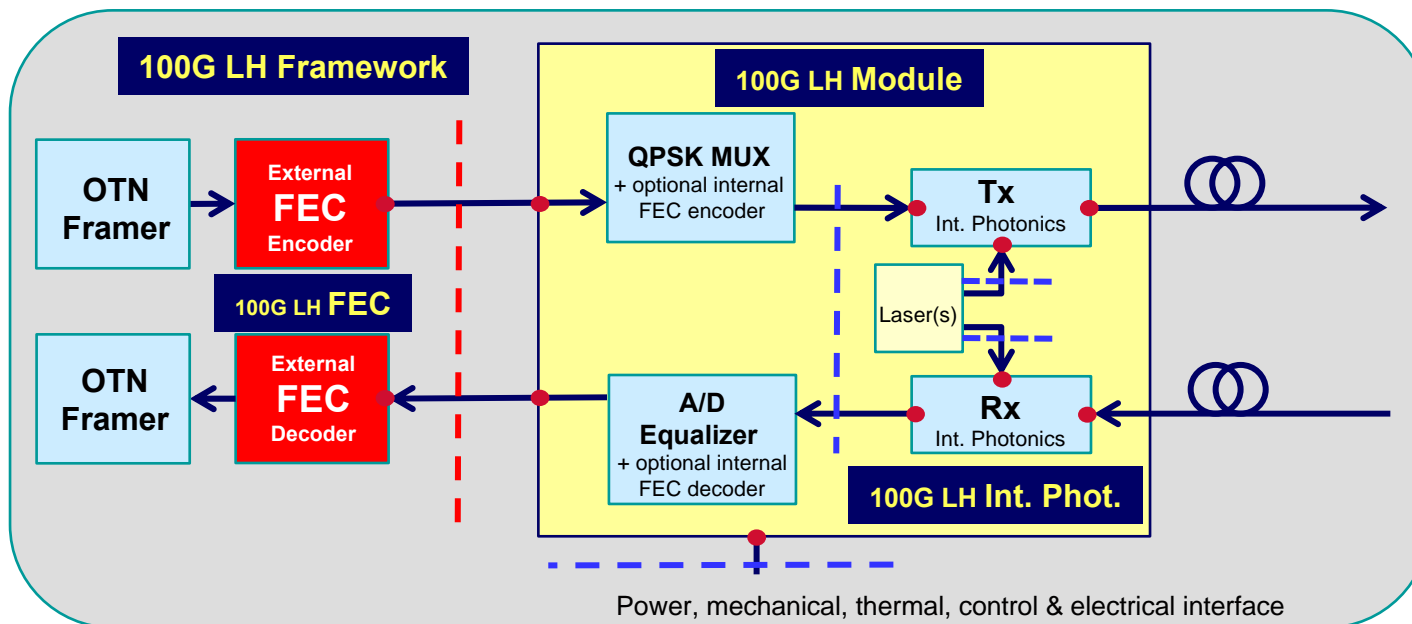 100G LH Framework
100G LH Module
OTN
Framer
External
FEC
Encoder
QPSK MUX
+ optional internal
FEC encoder
Tx
Int. Photonics
Laser(s)
100G LH FEC
OTN
Framer
External
FEC
Decoder
A/D
Equalizer
+ optional internal
FEC decoder
Rx
Int. Photonics
100G LH Int. Phot.
Power, mechanical, thermal, control & electrical interface